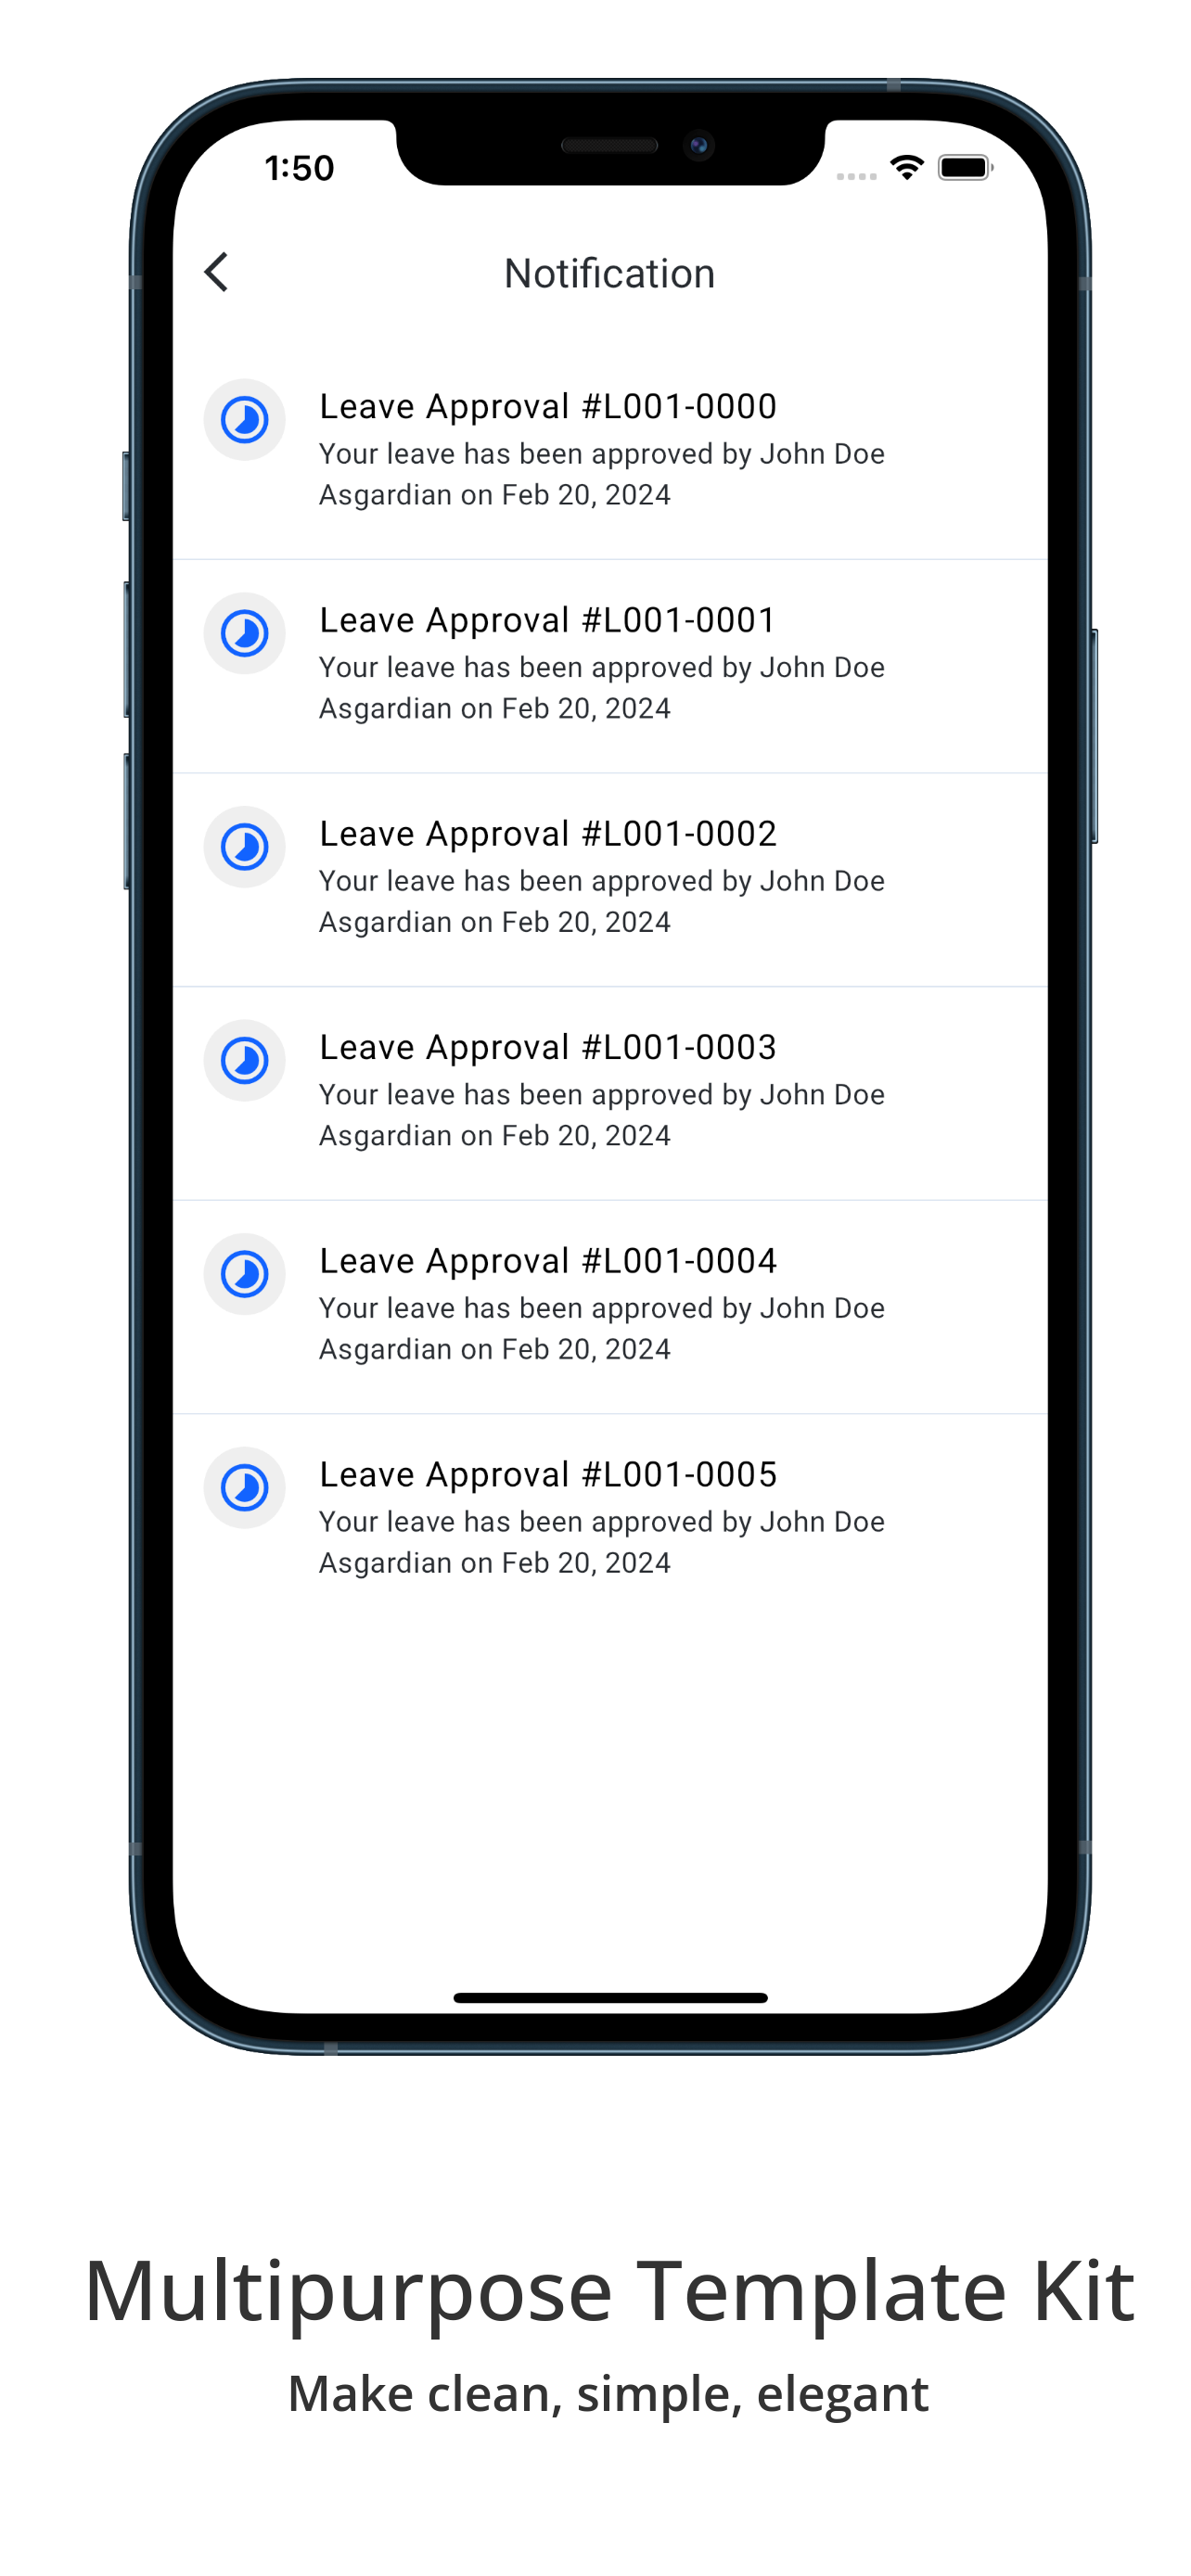 1:50
Notification
Leave Approval #L001-0000
Your leave has been approved by John Doe
Asgardian on Feb 20, 2024
Leave Approval #L001-0001
Your leave has been approved by John Doe
Asgardian on Feb 20, 2024
Leave Approval #L001-0002
Your leave has been approved by John Doe
Asgardian on Feb 20, 2024
Leave Approval #L001-0003
Your leave has been approved by John Doe
Asgardian on Feb 20, 2024
Leave Approval #L001-0004
Your leave has been approved by John Doe
Asgardian on Feb 20, 2024
Leave Approval #L001-0005
Your leave has been approved by John Doe
Asgardian on Feb 20, 2024
Multipurpose Template Kit
Make clean, simple, elegant